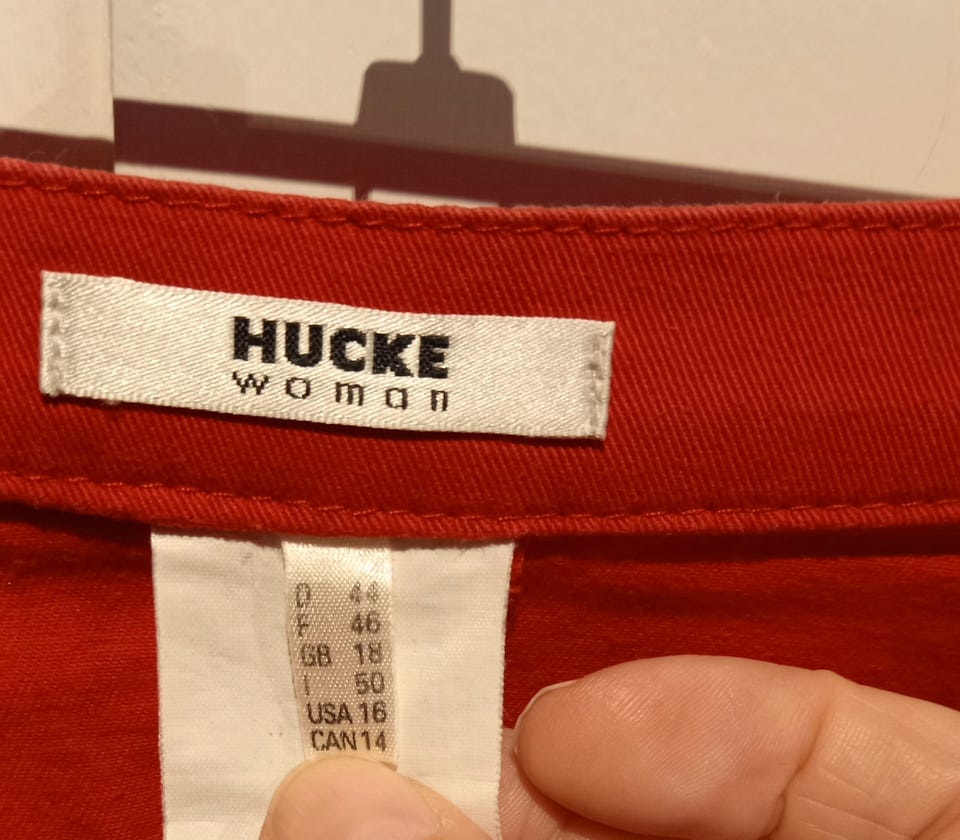 HUCKE
woman
D 44
F 46
GB 18
I 50
USA 16
CAN 14